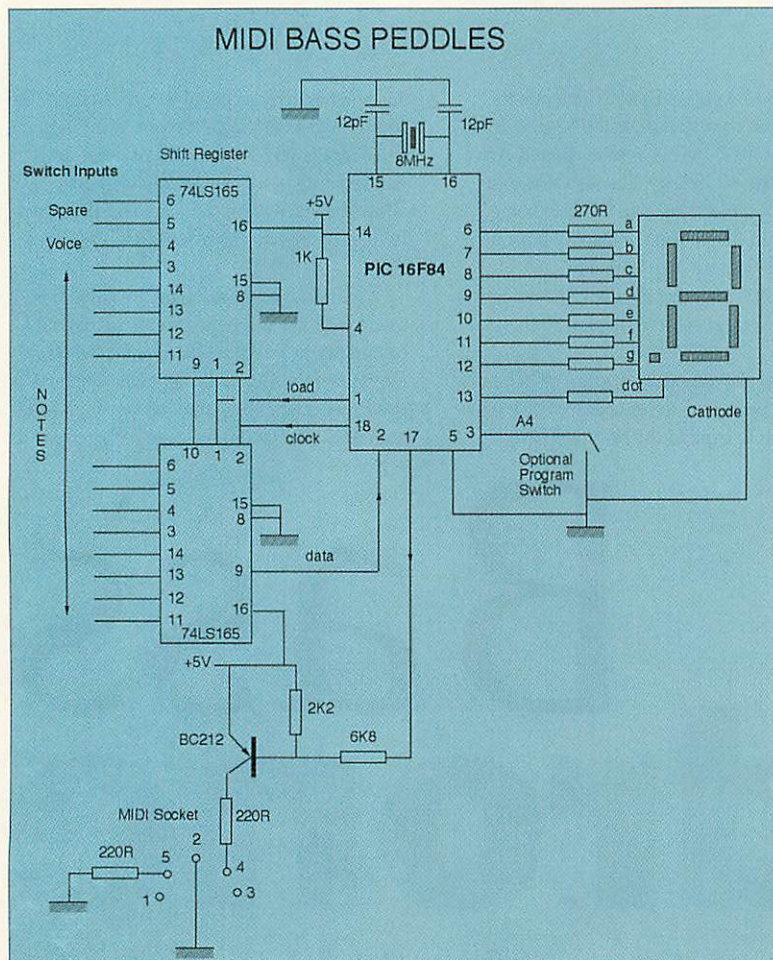 MIDI BASS PEDDLES
12pF
12pF
8MHz
15
16
Shift Register
Switch Inputs
74LS165
Spare
Voice
6
5
4
3
14
13
12
11
16
15
8
9
1
2
+5V
1K
14
4
PIC 16F84
1
18
2
17
5
3
6
7
8
9
10
11
12
13
270R
a
b
c
d
e
f
g
dot
Cathode
A4
Optional
Program
Switch
load
clock
data
NOTES
10
1
2
6
5
4
3
14
13
12
11
15
8
9
16
74LS165
+5V
2K2
6K8
BC212
220R
MIDI Socket
220R
5
2
4
1
3